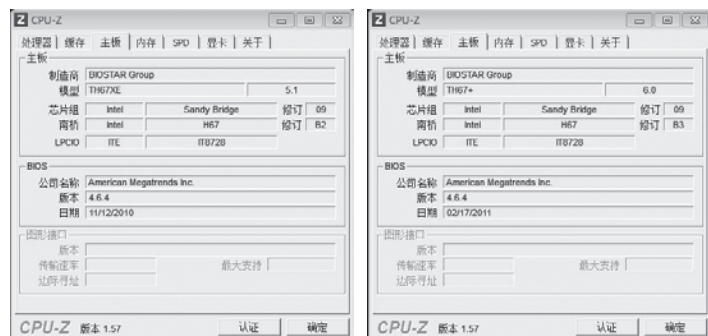 CPU-Z
处理器 缓存 主板 内存 SPD 显卡 关于
主板
制造商 BIOSTAR Group
模型 TH67XE 5.1
芯片组 Intel Sandy Bridge 修订 09
南桥 Intel H67 修订 B2
LPCIO ITE IT8728
BIOS
公司名称 American Megatrends Inc.
版本 4.6.4
日期 11/12/2010
图形接口
版本
传输速率 最大支持
边际寻址
CPU-Z 版本 1.57 认证 确定
CPU-Z
处理器 缓存 主板 内存 SPD 显卡 关于
主板
制造商 BIOSTAR Group
模型 TH67+ 6.0
芯片组 Intel Sandy Bridge 修订 09
南桥 Intel H67 修订 B3
LPCIO ITE IT8728
BIOS
公司名称 American Megatrends Inc.
版本 4.6.4
日期 02/17/2011
图形接口
版本
传输速率 最大支持
边际寻址
CPU-Z 版本 1.57 认证 确定